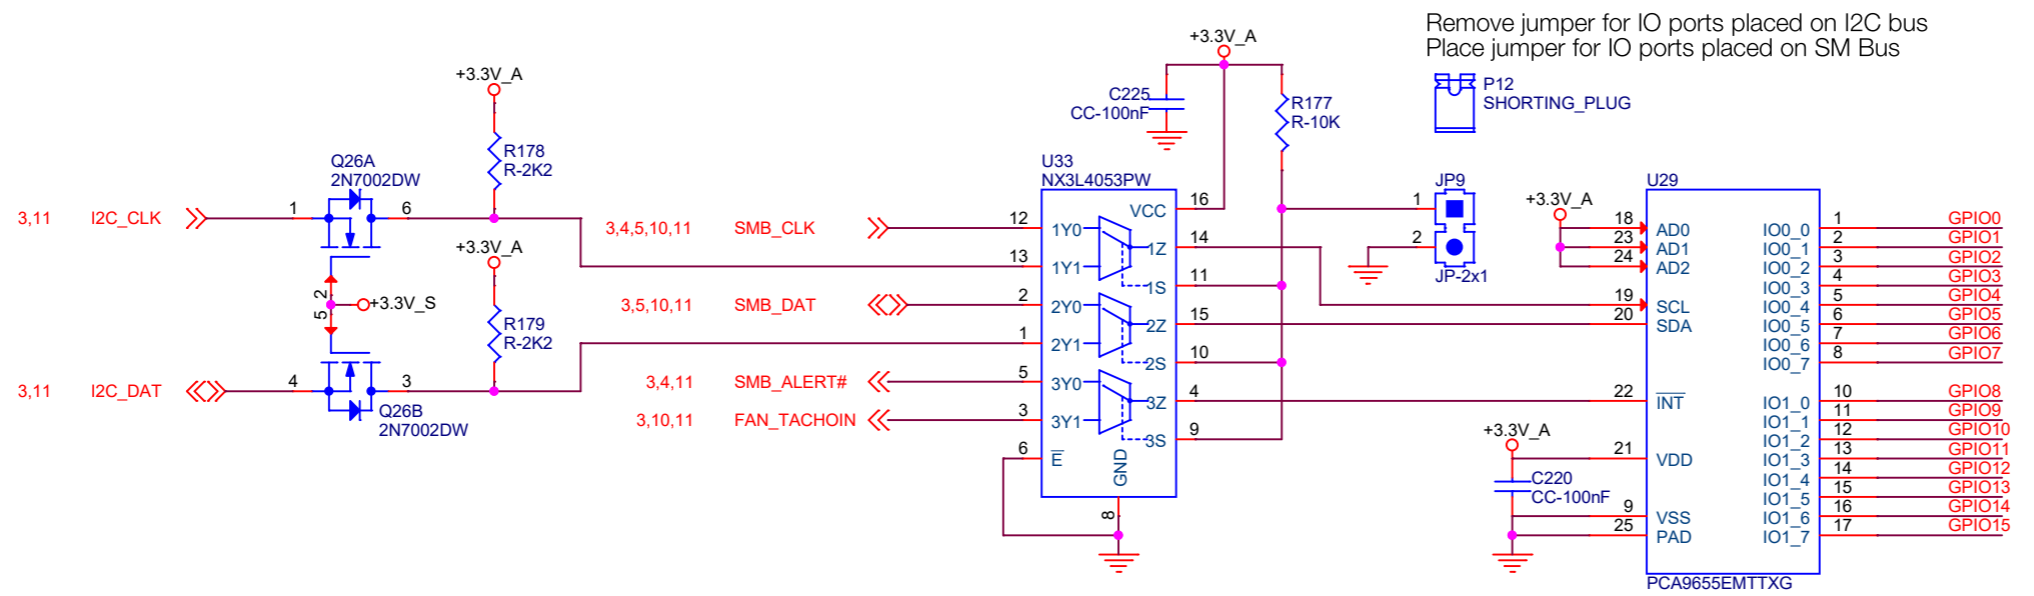 Remove jumper for IO ports placed on I2C bus
Place jumper for IO ports placed on SM Bus
P12
SHORTING_PLUG
+3.3V_A
C225
CC-100nF
R177
R-10K
+3.3V_A
R178
R-2K2
Q26A
2N7002DW
3,11 I2C_CLK
1
6
2
5
+3.3V_S
+3.3V_A
R179
R-2K2
3,11 I2C_DAT
4
3
Q26B
2N7002DW
3,4,5,10,11 SMB_CLK
3,5,10,11 SMB_DAT
3,4,11 SMB_ALERT#
3,10,11 FAN_TACHOIN
U33
NX3L4053PW
16 VCC
12 1Y0
14 1Z
13 1Y1
11 1S
2 2Y0
15 2Z
1 2Y1
10 2S
5 3Y0
4 3Z
3 3Y1
9 3S
6 E
GND
8
JP9
1
2
JP-2x1
+3.3V_A
U29
18 AD0
23 AD1
24 AD2
19 SCL
20 SDA
22 INT
+3.3V_A
21 VDD
C220
CC-100nF
9 VSS
25 PAD
IO0_0 1 GPIO0
IO0_1 2 GPIO1
IO0_2 3 GPIO2
IO0_3 4 GPIO3
IO0_4 5 GPIO4
IO0_5 6 GPIO5
IO0_6 7 GPIO6
IO0_7 8 GPIO7
IO1_0 10 GPIO8
IO1_1 11 GPIO9
IO1_2 12 GPIO10
IO1_3 13 GPIO11
IO1_4 14 GPIO12
IO1_5 15 GPIO13
IO1_6 16 GPIO14
IO1_7 17 GPIO15
PCA9655EMTTXG